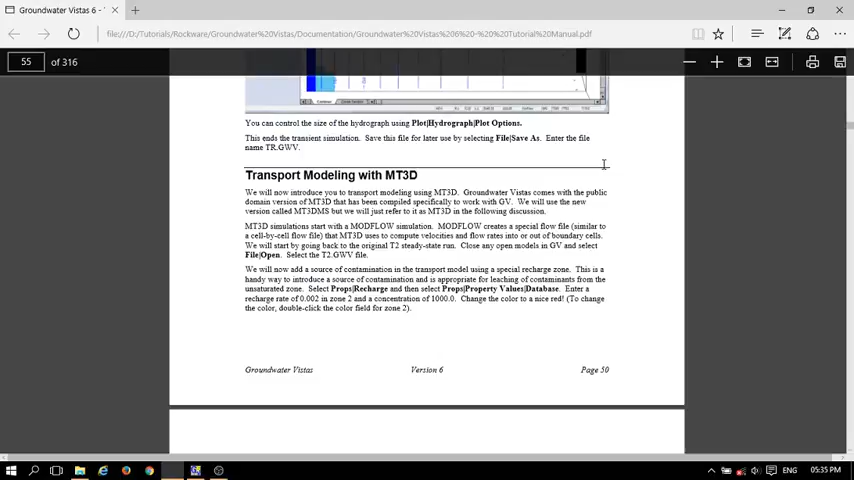 Groundwater Vistas 6 -
file:///D:/Tutorials/Rockware/Groundwater%20Vistas/Documentation/Groundwater%20Vistas%206%20-%20%20Tutorial%20Manual.pdf
55 of 316
You can control the size of the hydrograph using Plot|Hydrograph|Plot Options.
This ends the transient simulation. Save this file for later use by selecting File|Save As. Enter the file
name TR.GWV.
Transport Modeling with MT3D
We will now introduce you to transport modeling using MT3D. Groundwater Vistas comes with the public
domain version of MT3D that has been compiled specifically to work with GV. We will use the new
version called MT3DMS but we will just refer to it as MT3D in the following discussion.
MT3D simulations start with a MODFLOW simulation. MODFLOW creates a special flow file (similar to
a cell-by-cell flow file) that MT3D uses to compute velocities and flow rates into or out of boundary cells.
We will start by going back to the original T2 steady-state run. Close any open models in GV and select
File|Open. Select the T2.GWV file.
We will now add a source of contamination in the transport model using a special recharge zone. This is a
handy way to introduce a source of contamination and is appropriate for leaching of contaminants from the
unsaturated zone. Select Props|Recharge and then select Props|Property Values|Database. Enter a
recharge rate of 0.002 in zone 2 and a concentration of 1000.0. Change the color to a nice red! (To change
the color, double-click the color field for zone 2).
Groundwater Vistas Version 6 Page 50
ENG 05:35 PM